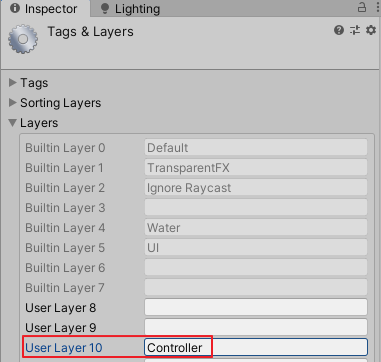 Inspector
Lighting
Tags & Layers
Tags
Sorting Layers
Layers
Builtin Layer 0 Default
Builtin Layer 1 TransparentFX
Builtin Layer 2 Ignore Raycast
Builtin Layer 3
Builtin Layer 4 Water
Builtin Layer 5 UI
Builtin Layer 6
Builtin Layer 7
User Layer 8
User Layer 9
User Layer 10 Controller